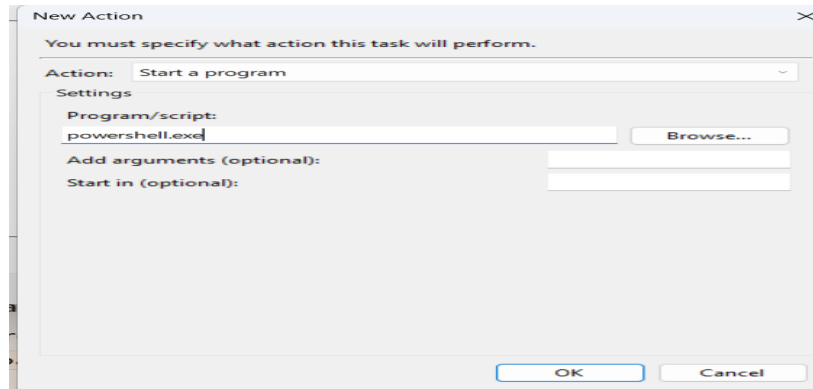 New Action
You must specify what action this task will perform.
Action: Start a program
Settings
Program/script:
powershell.exe
Browse...
Add arguments (optional):
Start in (optional):
OK
Cancel